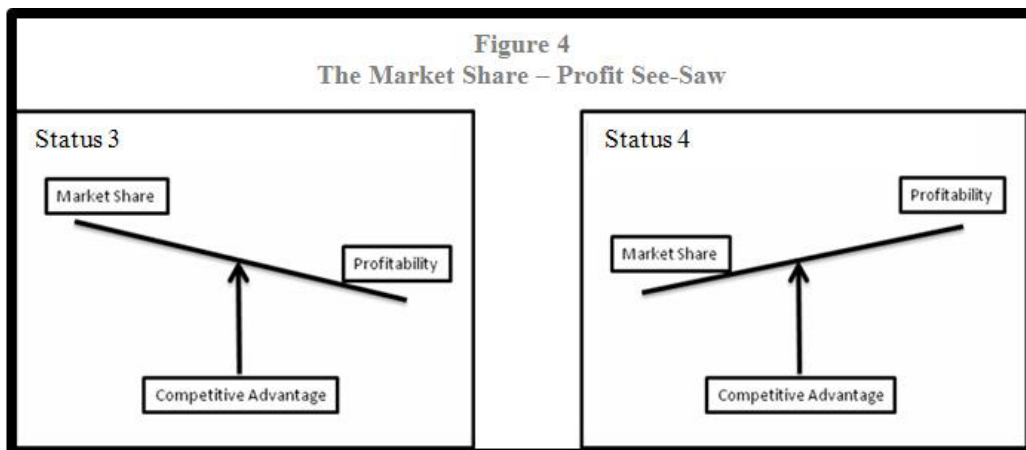 Figure 4
The Market Share – Profit See-Saw
Status 3
Market Share
Profitability
Competitive Advantage
Status 4
Profitability
Market Share
Competitive Advantage